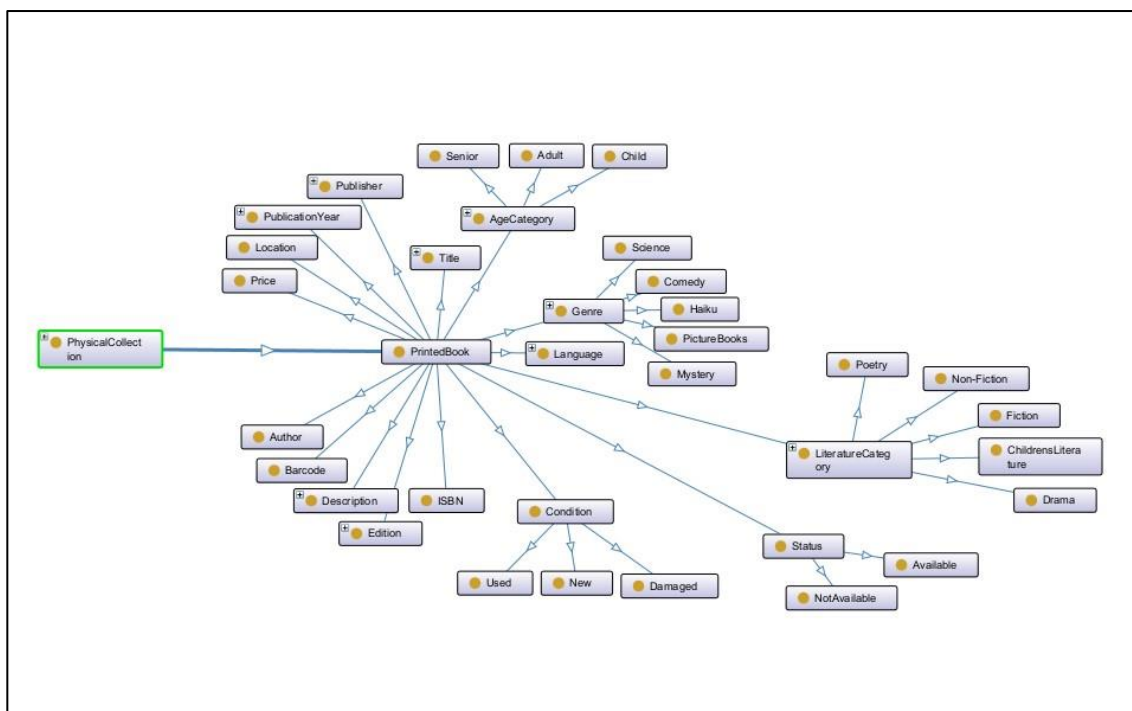 Senior
Adult
Child
Publisher
PublicationYear
AgeCategory
Location
Title
Science
Price
Comedy
Genre
Haiku
PhysicalCollect
ion
PrintedBook
Language
PictureBooks
Mystery
Poetry
Non-Fiction
Fiction
Author
LiteratureCateg
ory
ChildrensLitera
ture
Barcode
Description
ISBN
Drama
Edition
Condition
Status
Available
Used
New
Damaged
NotAvailable